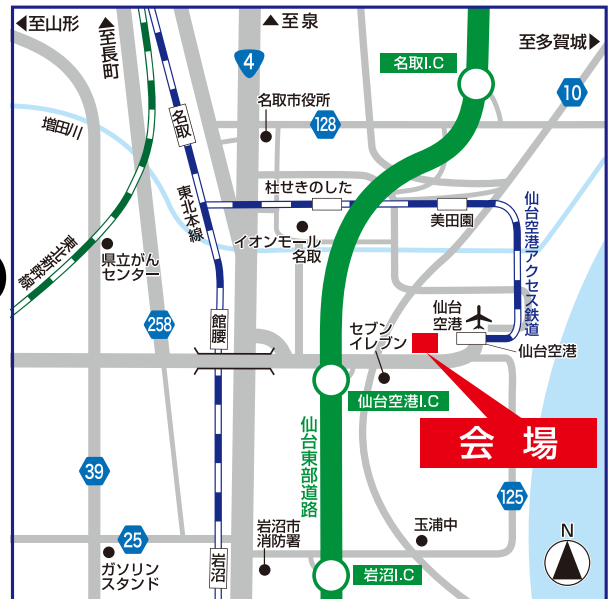 至山形
至長町
至泉
至多賀城
4
名取I.C
10
名取市役所
128
増田川
名取
東北本線
杜せきのした
美田園
仙台空港アクセス鉄道
イオンモール
名取
東北新幹線
県立がん
センター
258
館腰
セブン
イレブン
仙台
空港
仙台空港
仙台空港I.C
会場
仙台東部道路
39
125
25
ガソリン
スタンド
岩沼
岩沼市
消防署
玉浦中
岩沼I.C
N